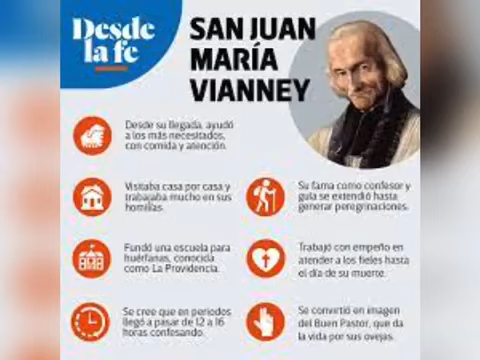 Desde
la fe
SAN JUAN
MARÍA
VIANNEY
Desde su llegada, ayudó
a los más necesitados,
con comida y atención.
Visitaba casa por casa y
trabajaba mucho en sus
homilías.
Su fama como confesor y
guía se extendió hasta
generar peregrinaciones.
Fundó una escuela para
huérfanas, conocida
como La Providencia.
Trabajó con empeño en
atender a los fieles hasta
el día de su muerte.
Se cree que en periodos
llegó a pasar de 12 a 16
horas confesando.
Se convirtió en imagen
del Buen Pastor, que da
la vida por sus ovejas.